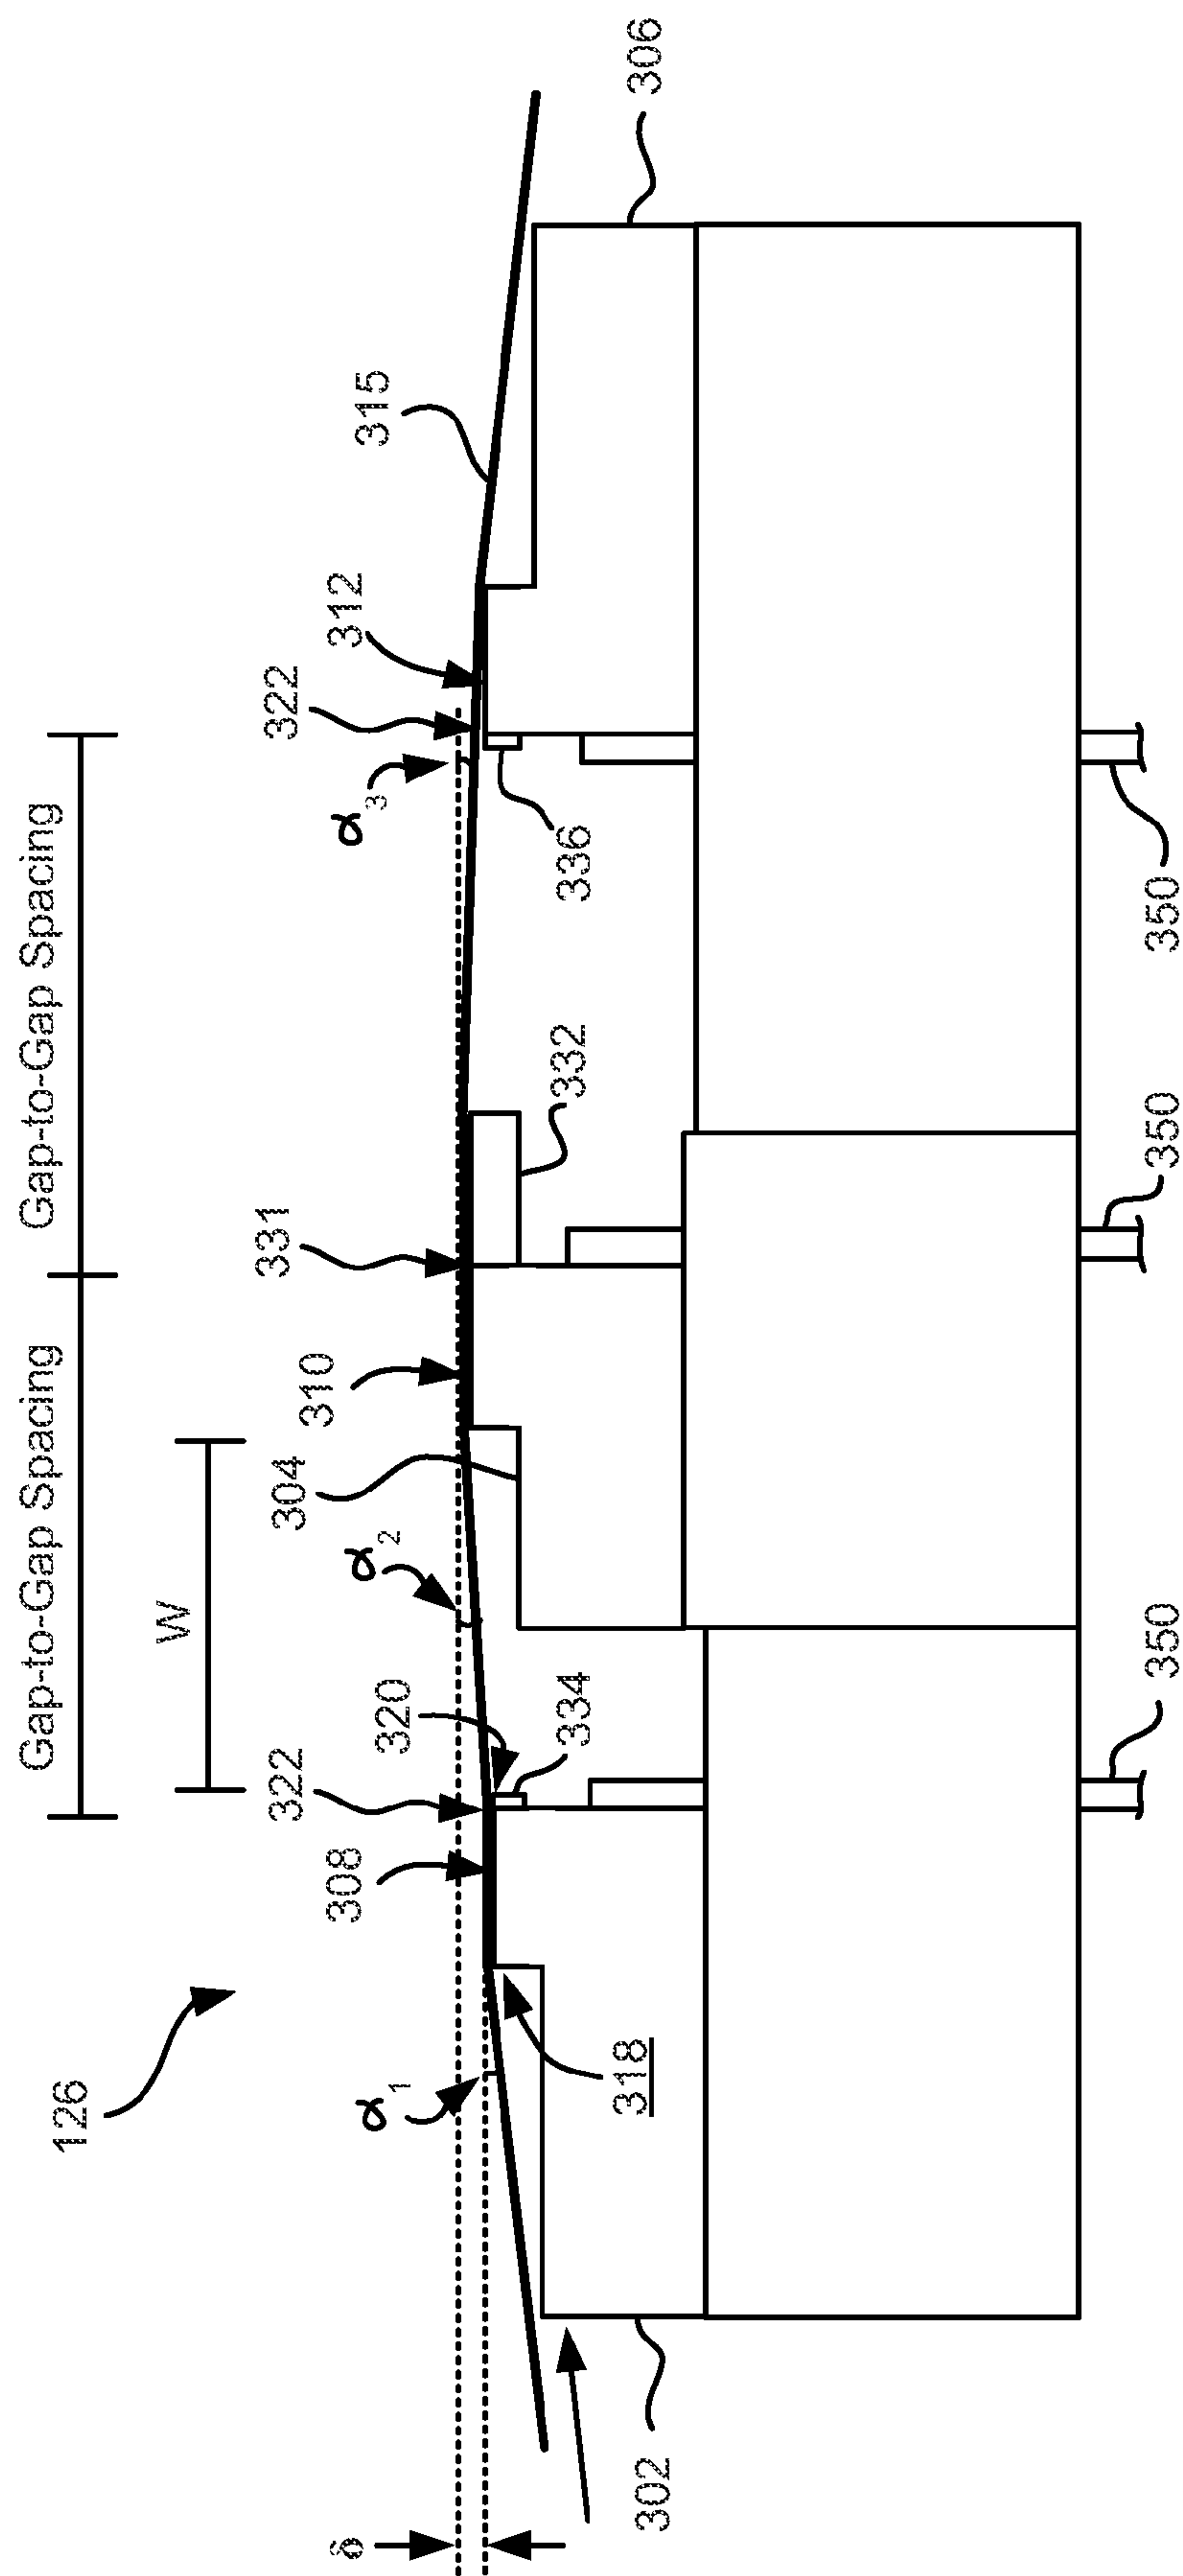 Gap-to-Gap Spacing
Gap-to-Gap Spacing
W
126
δ
α1
308
322
320
α2
304
310
331
α3
322
312
315
318
334
332
336
302
306
350
350
350